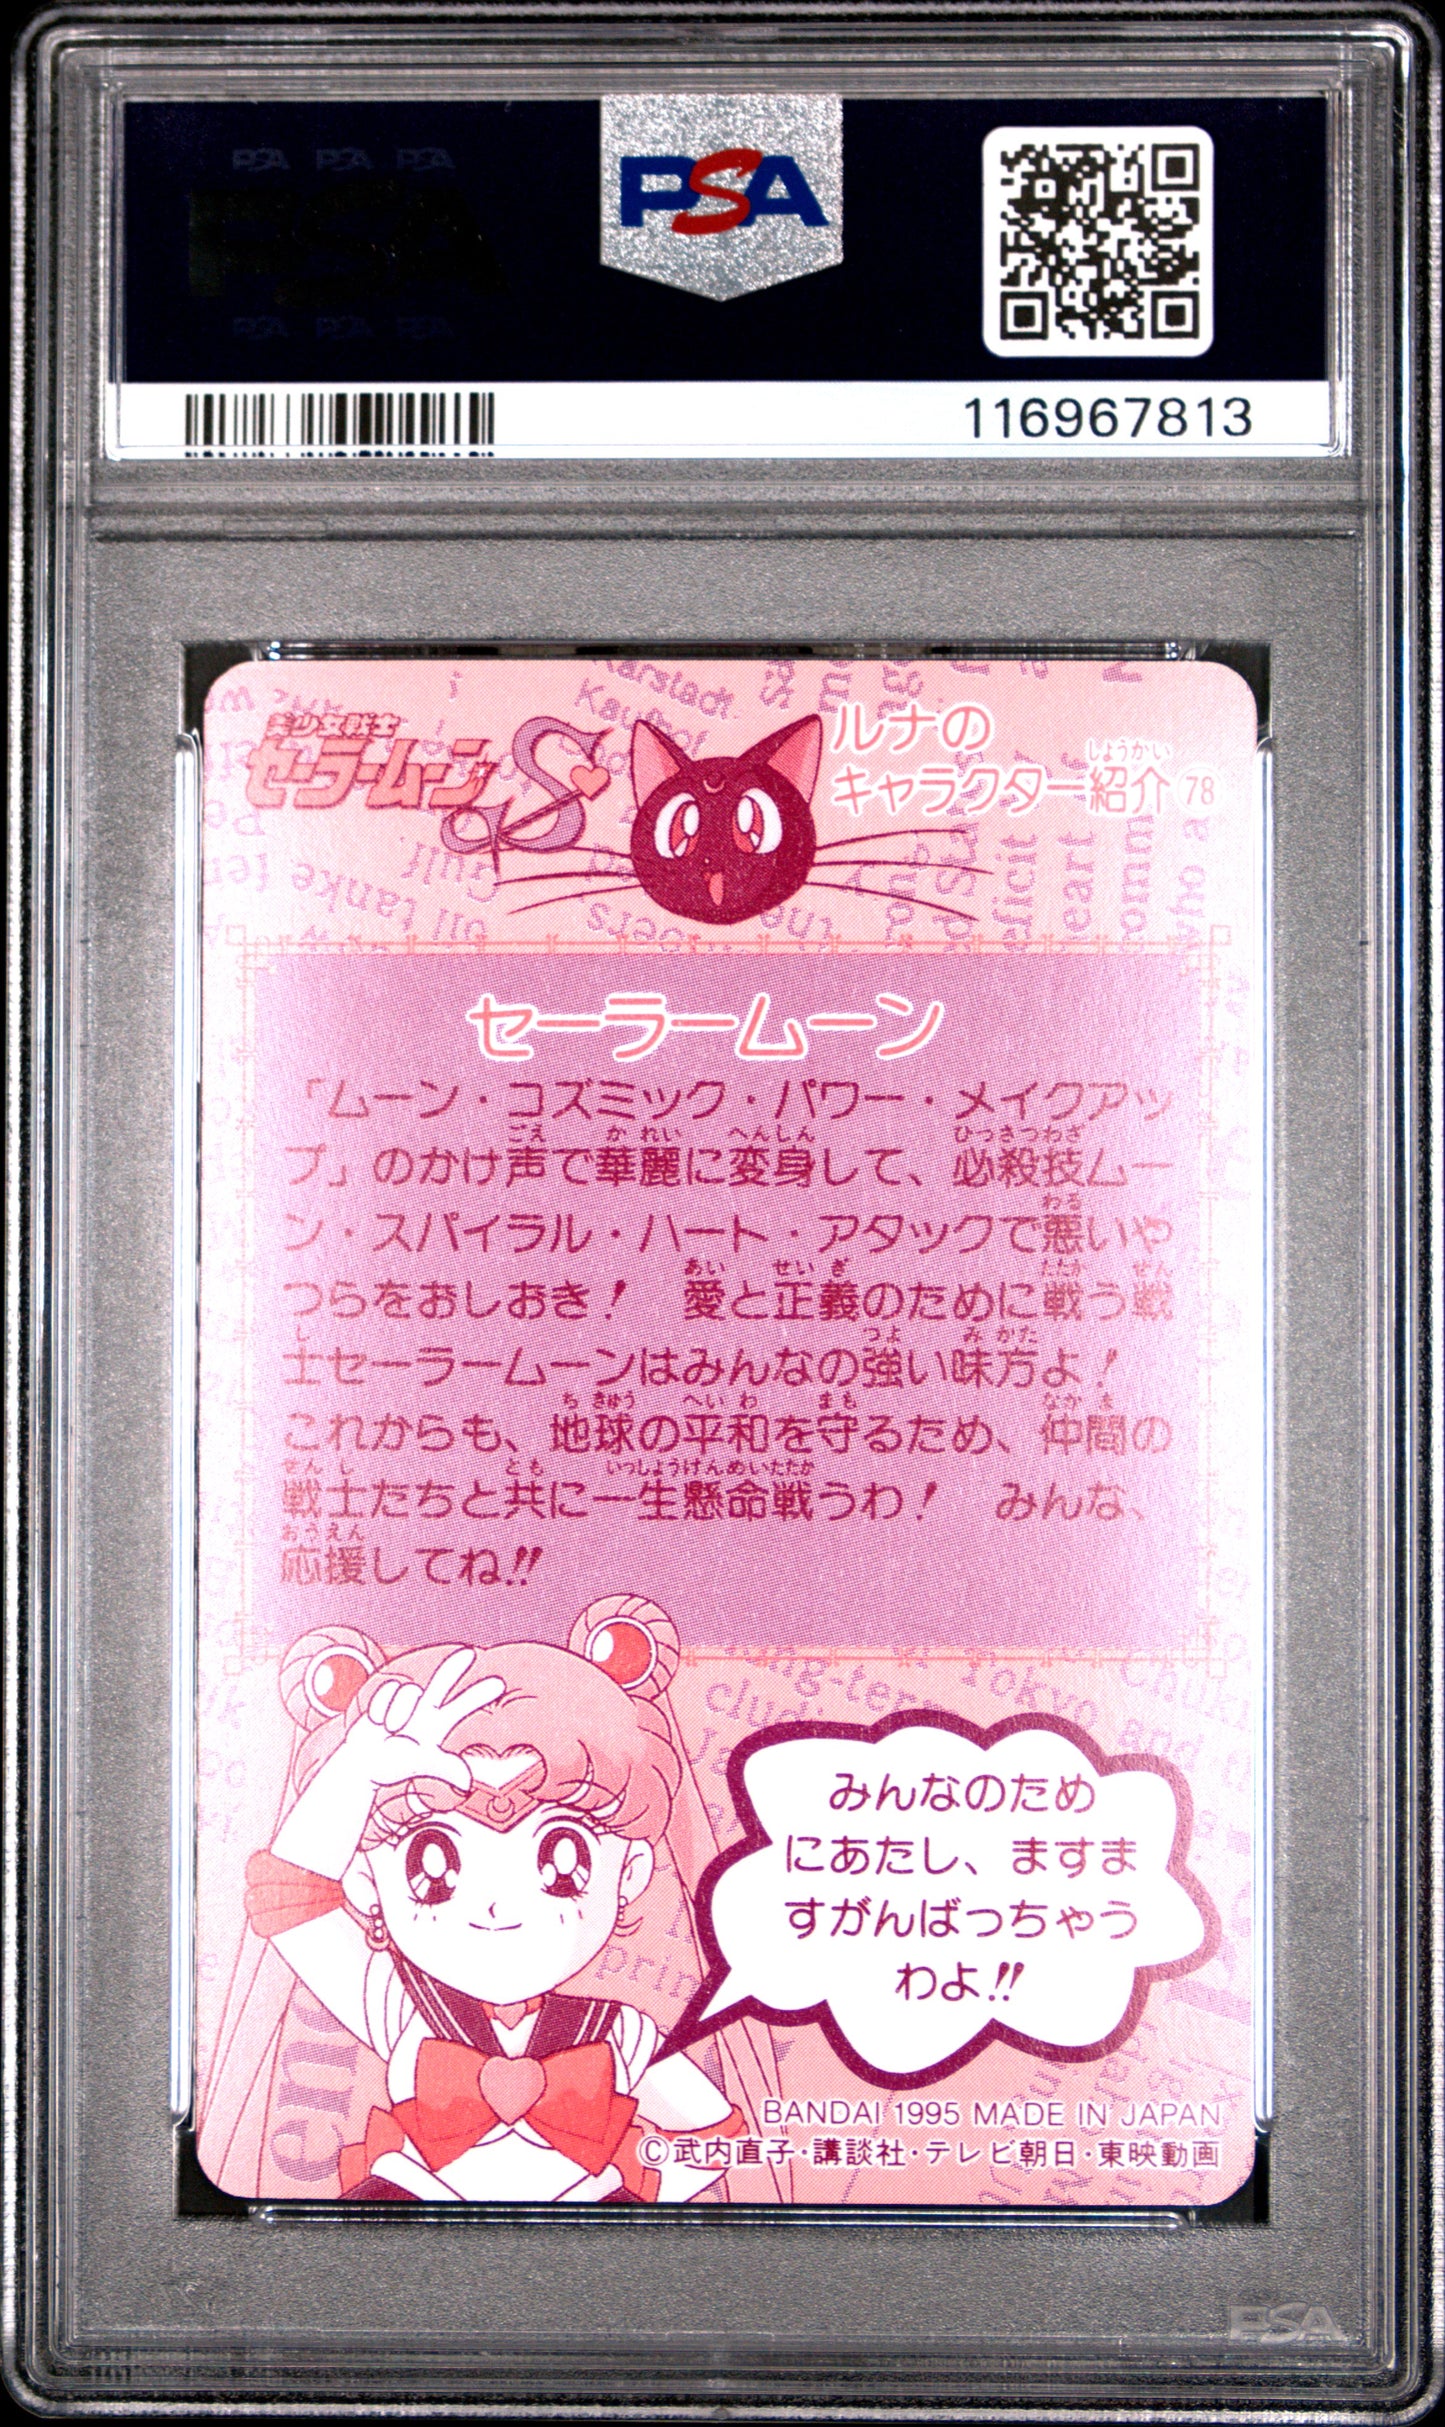 PSA PSA PSA
PSA
PSA
PSA PSA PSA
116967813
美少女戦士
セーラームーンS
ルナの
しょうかい
キャラクター紹介78
セーラームーン
「ムーン・コズミック・パワー・メイクアッ
ごえ かれい へんしん ひっさつわざ
プ」のかけ声で華麗に変身して、必殺技ムー
わる
ン・スパイラル・ハート・アタックで悪いや
あい せいぎ たたか せん
つらをおしおき! 愛と正義のために戦う戦
し つよ みかた
士セーラームーンはみんなの強い味方よ!
ちきゅう へいわ まも なかま
これからも、地球の平和を守るため、仲間の
せんし とも いっしょうけんめいたたか
戦士たちと共に一生懸命戦うわ! みんな、
おうえん
応援してね!!
みんなのため
にあたし、ますま
すがんばっちゃう
わよ!!
BANDAI 1995 MADE IN JAPAN
©武内直子・講談社・テレビ朝日・東映動画
PSA